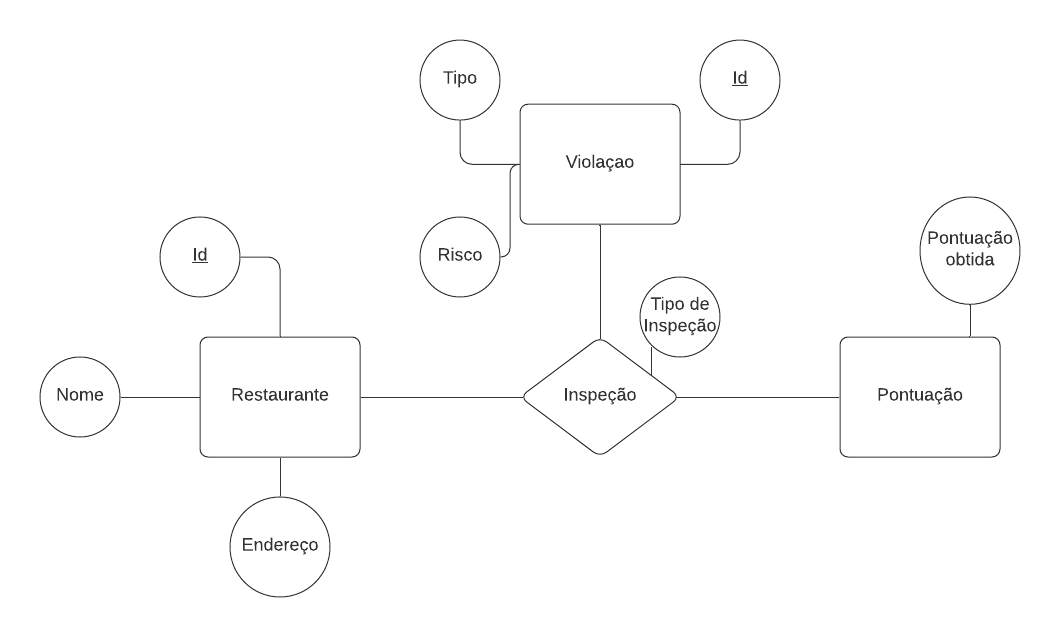 Tipo
Id
Violaçao
Risco
Id
Pontuação
obtida
Tipo de
Inspeção
Nome
Restaurante
Inspeção
Pontuação
Endereço